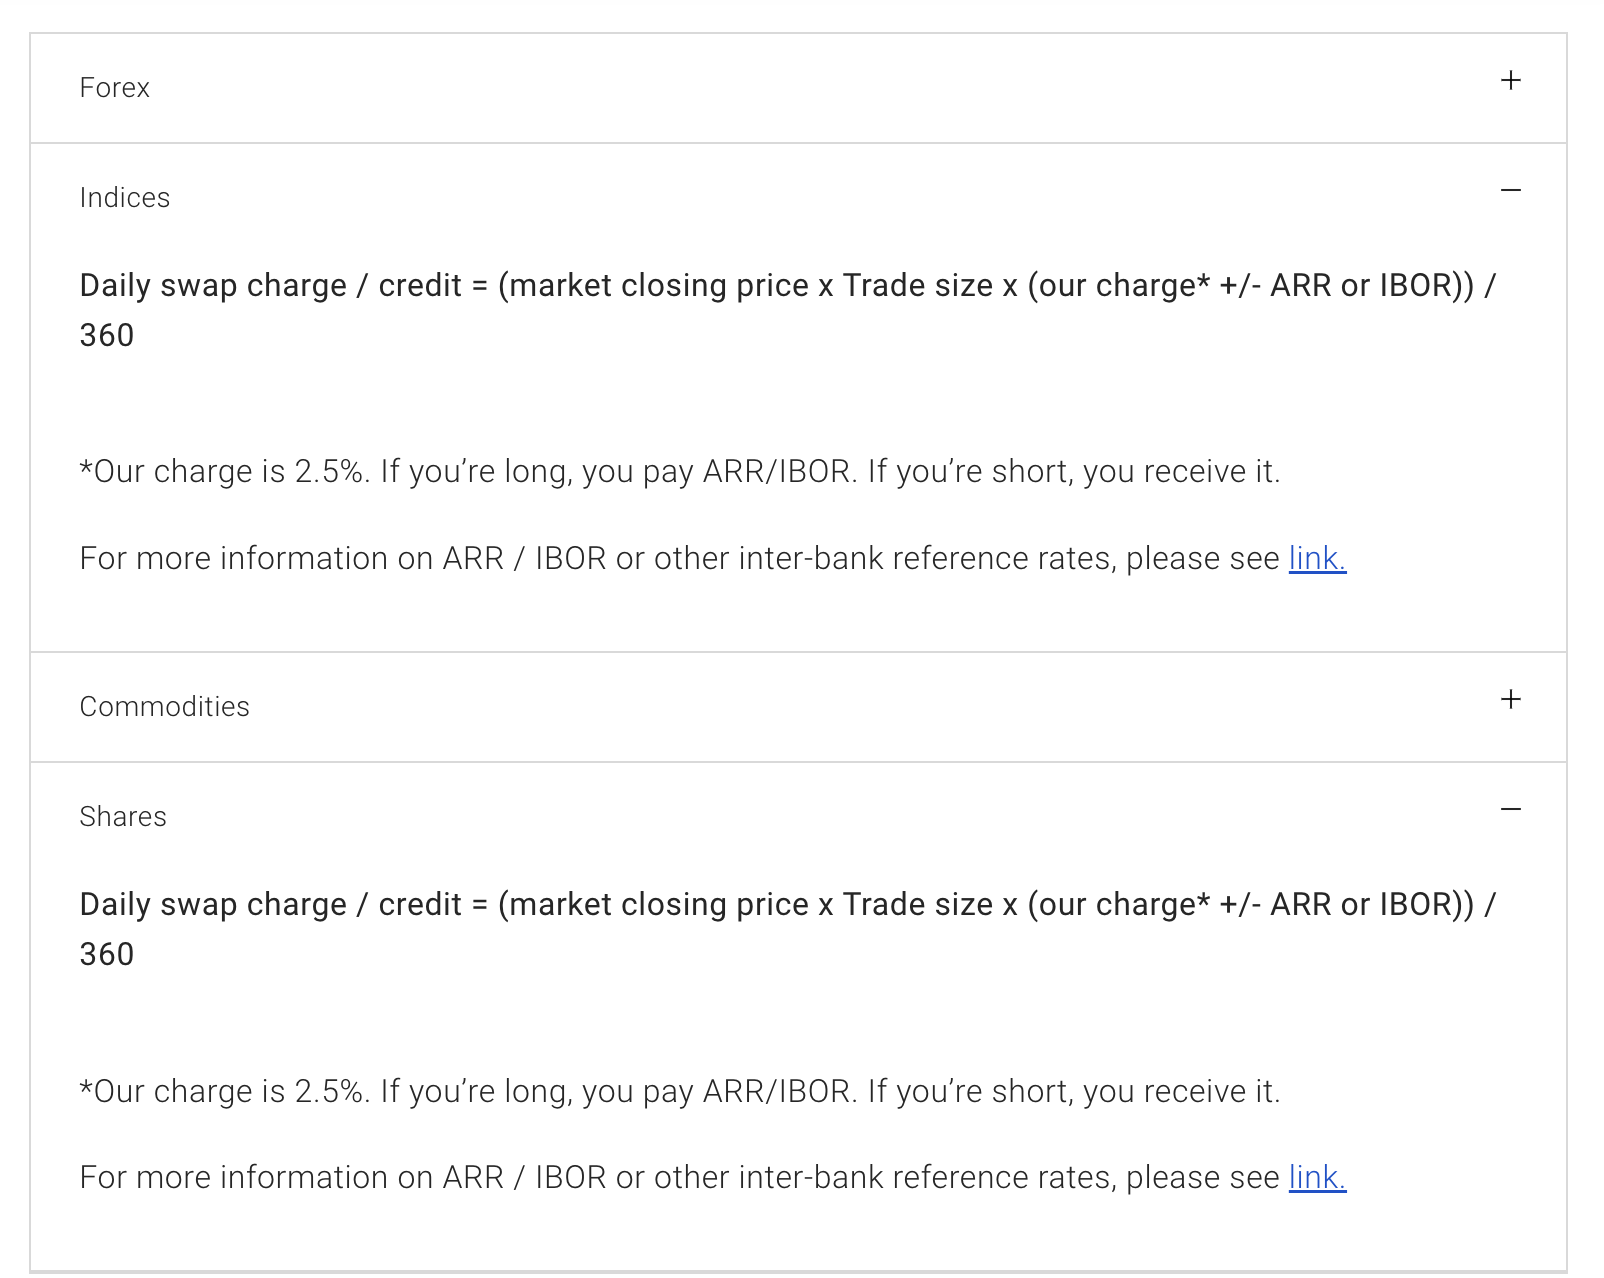 Forex
+
Indices
–
Daily swap charge / credit = (market closing price x Trade size x (our charge* +/- ARR or IBOR)) /
360
*Our charge is 2.5%. If you’re long, you pay ARR/IBOR. If you’re short, you receive it.
For more information on ARR / IBOR or other inter-bank reference rates, please see link.
Commodities
+
Shares
–
Daily swap charge / credit = (market closing price x Trade size x (our charge* +/- ARR or IBOR)) /
360
*Our charge is 2.5%. If you’re long, you pay ARR/IBOR. If you’re short, you receive it.
For more information on ARR / IBOR or other inter-bank reference rates, please see link.